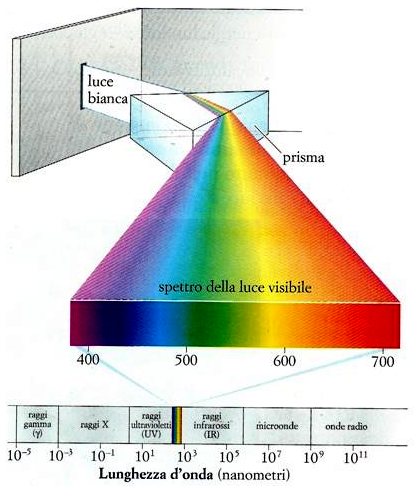 luce
bianca
prisma
spettro della luce visibile
400 500 600 700
raggi
gamma
(γ)
raggi X
raggi
ultravioletti
(UV)
raggi
infrarossi
(IR)
microonde
onde radio
10⁻⁵ 10⁻³ 10⁻¹ 10¹ 10³ 10⁵ 10⁷ 10⁹ 10¹¹
Lunghezza d'onda (nanometri)